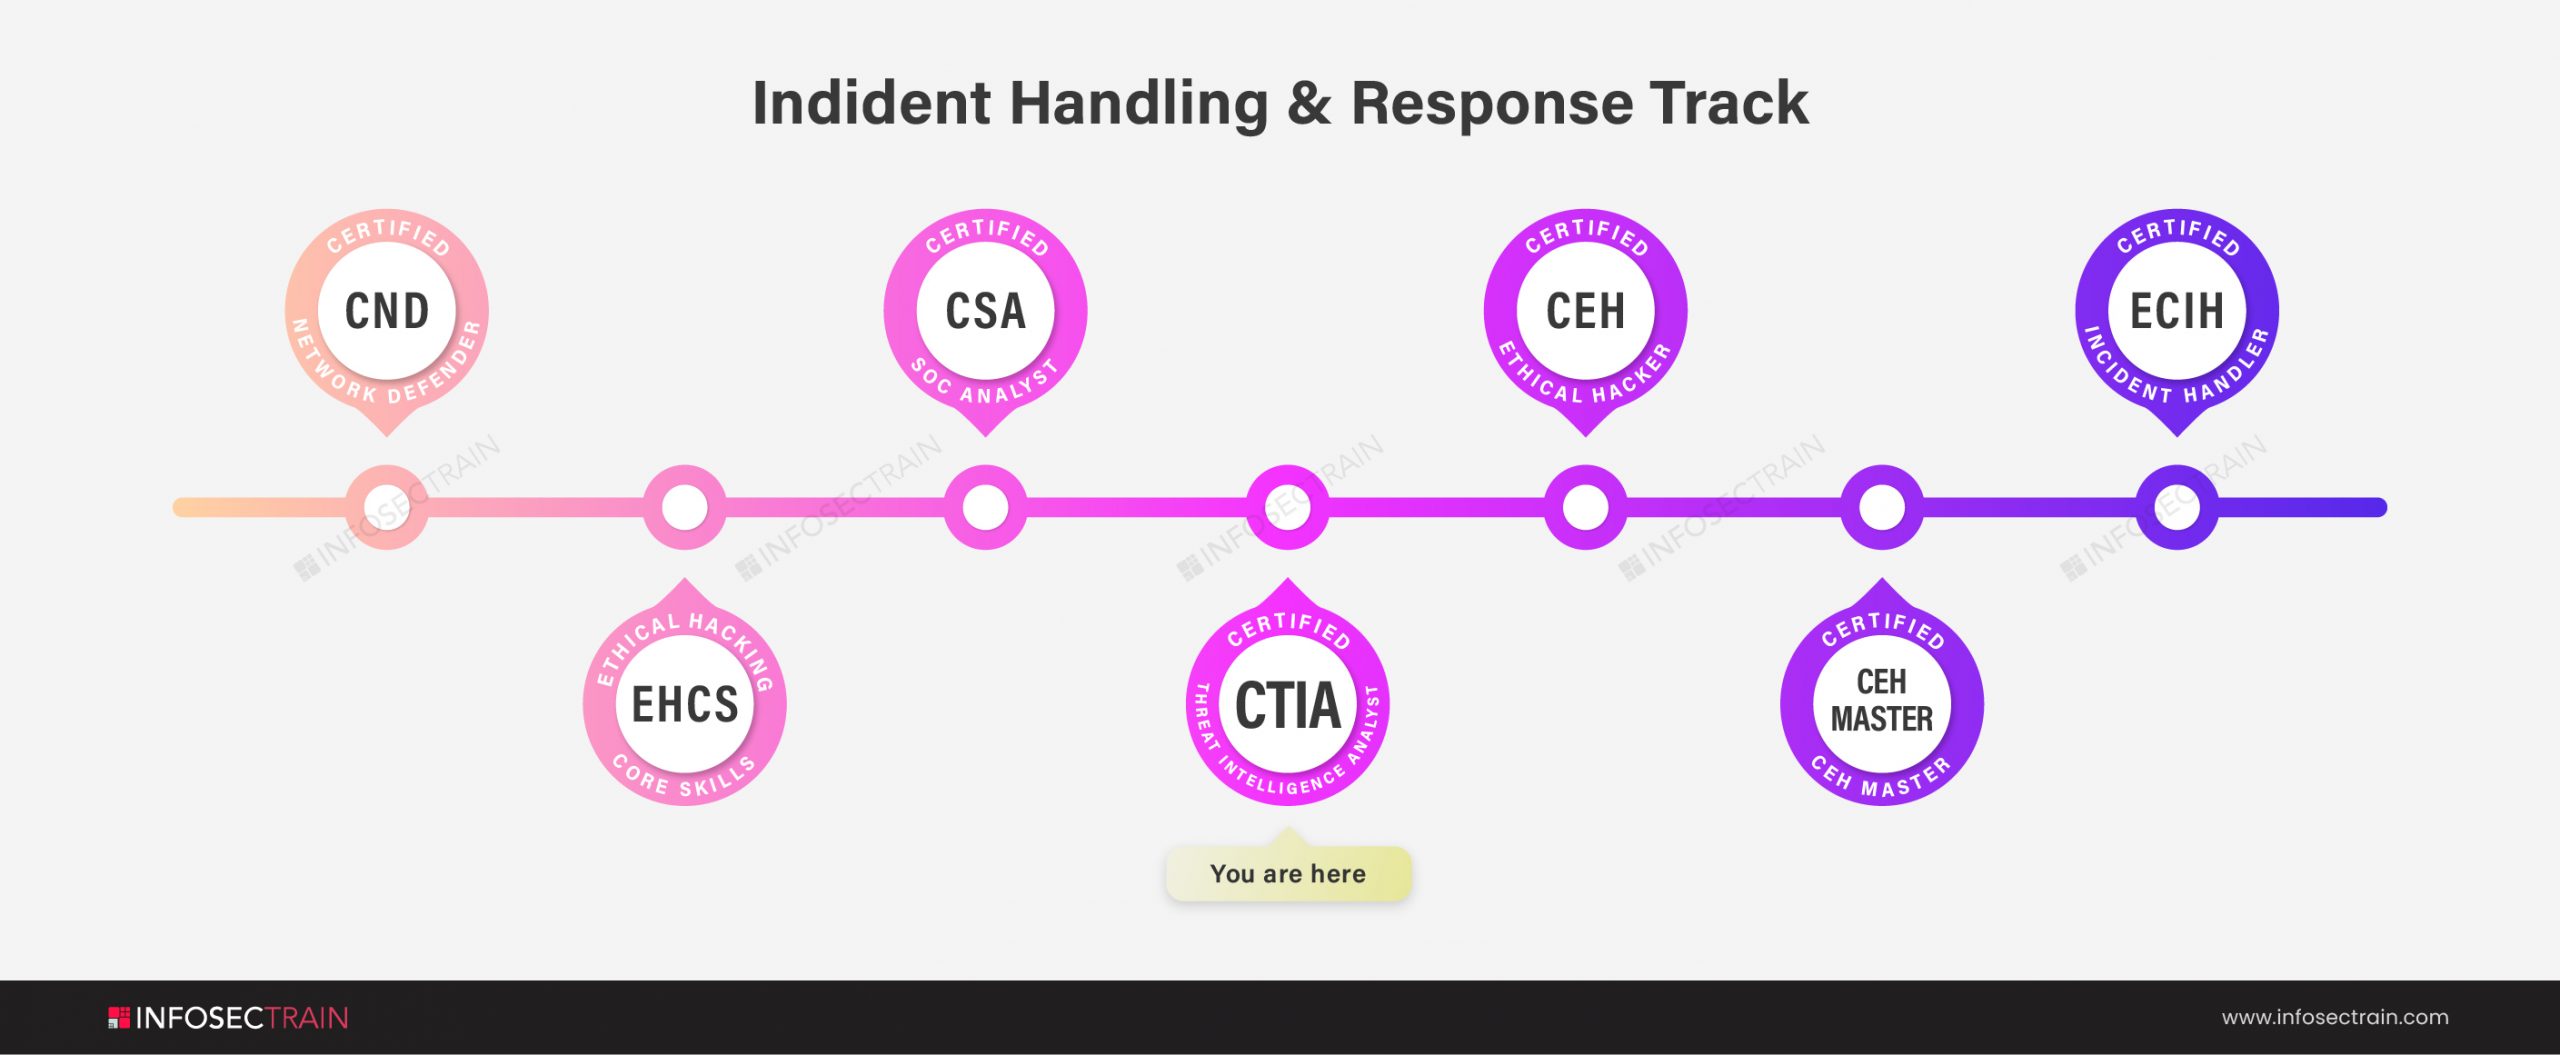 Indident Handling & Response Track
CERTIFIED
CND
NETWORK DEFENDER
CERTIFIED
CSA
SOC ANALYST
CERTIFIED
CEH
ETHICAL HACKER
CERTIFIED
ECIH
INCIDENT HANDLER
INFOSECTRAIN
INFOSECTRAIN
INFOSECTRAIN
INFOSECTRAIN
INFOSECTRAIN
ETHICAL HACKING
EHCS
CORE SKILLS
CERTIFIED
CTIA
THREAT INTELLIGENCE ANALYST
CERTIFIED
CEH
MASTER
CEH MASTER
You are here
INFOSECTRAIN
www.infosectrain.com